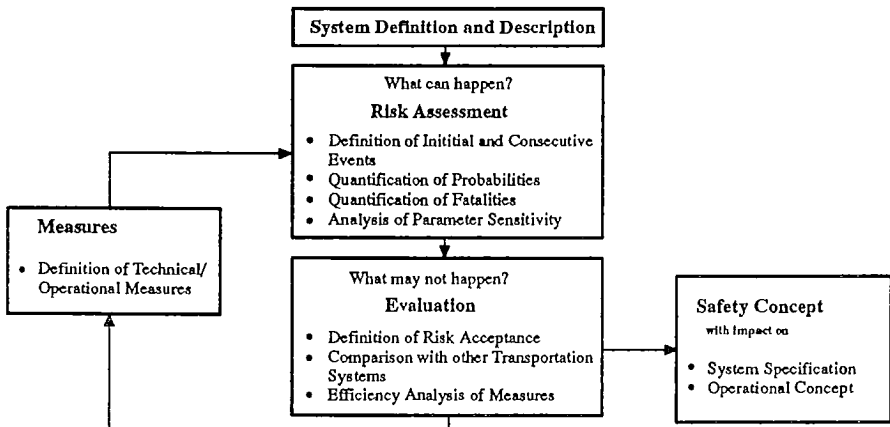 System Definition and Description
What can happen?
Risk Assessment
• Definition of Inititial and Consecutive
Events
• Quantification of Probabilities
• Quantification of Fatalities
• Analysis of Parameter Sensitivity
Measures
• Definition of Technical/
Operational Measures
What may not happen?
Evaluation
• Definition of Risk Acceptance
• Comparison with other Transportation
Systems
• Efficiency Analysis of Measures
Safety Concept
with impact on
• System Specification
• Operational Concept